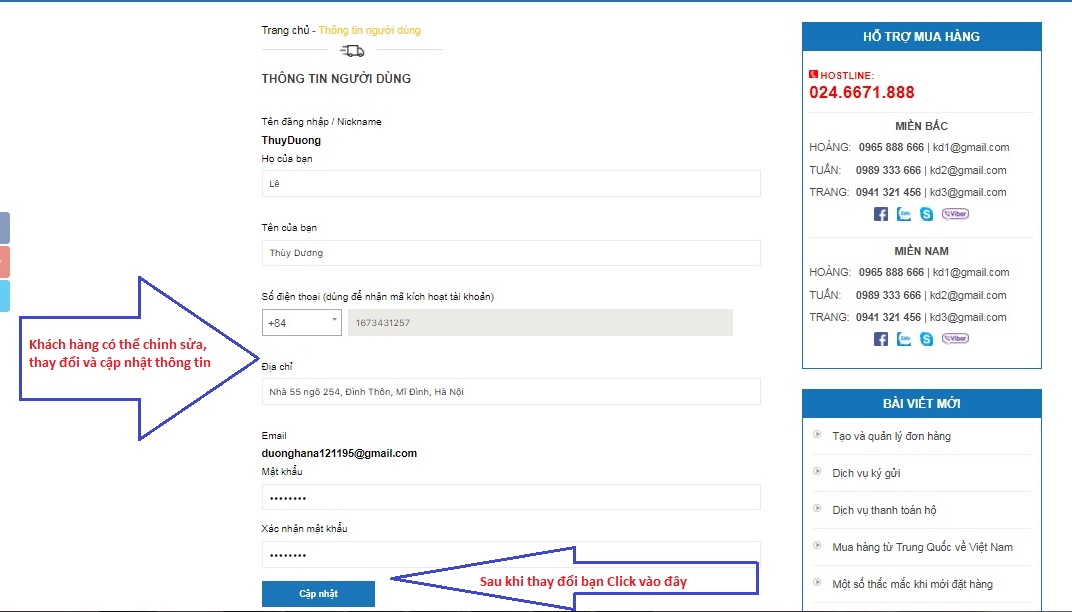 Trang chủ - Thông tin người dùng
THÔNG TIN NGƯỜI DÙNG
Tên đăng nhập / Nickname
ThuyDuong
Họ của bạn
Lê
Tên của bạn
Thùy Dương
Số điện thoại (dùng để nhận mã kích hoạt tài khoản)
+84
1673431257
Khách hàng có thể chỉnh sửa,
thay đổi và cập nhật thông tin
Địa chỉ
Nhà 55 ngõ 254, Đình Thôn, Mĩ Đình, Hà Nội
Email
duonghana121195@gmail.com
Mật khẩu
••••••••
Xác nhận mật khẩu
••••••••
Cập nhật
Sau khi thay đổi bạn Click vào đây
HỖ TRỢ MUA HÀNG
HOSTLINE:
024.6671.888
MIỀN BẮC
HOÀNG: 0965 888 666 | kd1@gmail.com
TUẤN: 0989 333 666 | kd2@gmail.com
TRANG: 0941 321 456 | kd3@gmail.com
Zalo Viber
MIỀN NAM
HOÀNG: 0965 888 666 | kd1@gmail.com
TUẤN: 0989 333 666 | kd2@gmail.com
TRANG: 0941 321 456 | kd3@gmail.com
Zalo Viber
BÀI VIẾT MỚI
Tạo và quản lý đơn hàng
Dịch vụ ký gửi
Dịch vụ thanh toán hộ
Mua hàng từ Trung Quốc về Việt Nam
Một số thắc mắc khi mới đặt hàng